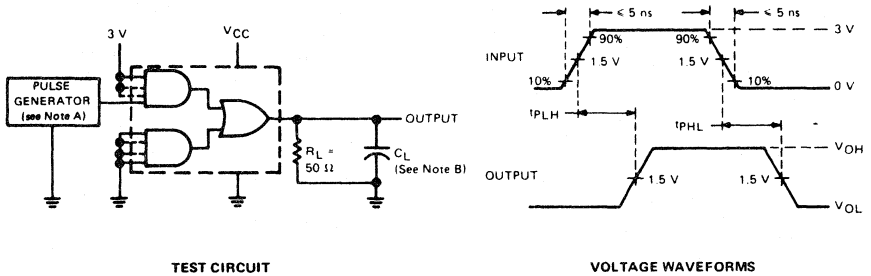 3 V
VCC
PULSE
GENERATOR
(see Note A)
OUTPUT
RL =
50 Ω
CL
(See Note B)
TEST CIRCUIT
≤ 5 ns
≤ 5 ns
3 V
INPUT
90%
90%
1.5 V
1.5 V
10%
10%
0 V
tPLH
tPHL
VOH
OUTPUT
1.5 V
1.5 V
VOL
VOLTAGE WAVEFORMS